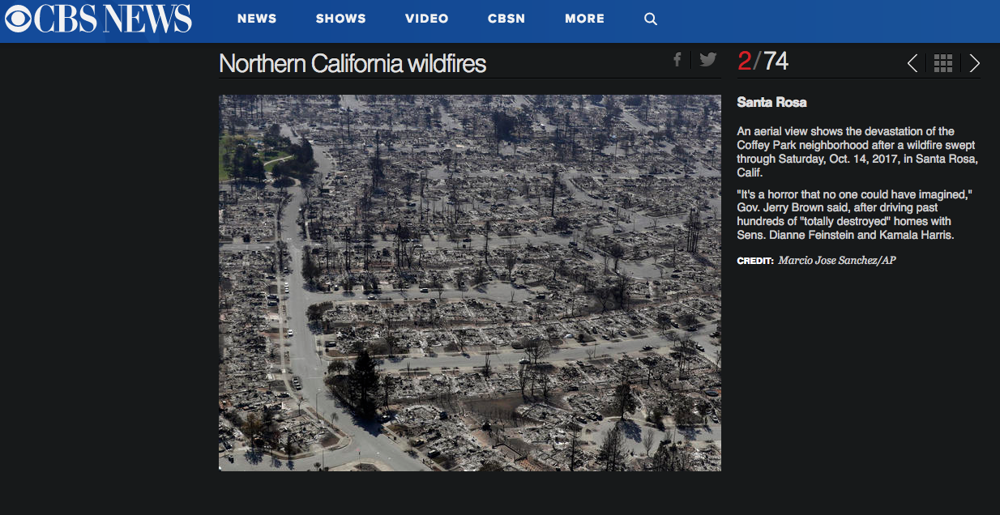 CBS NEWS
NEWS SHOWS VIDEO CBSN MORE
Northern California wildfires
2/74
Santa Rosa
An aerial view shows the devastation of the
Coffey Park neighborhood after a wildfire swept
through Saturday, Oct. 14, 2017, in Santa Rosa,
Calif.
"It's a horror that no one could have imagined,"
Gov. Jerry Brown said, after driving past
hundreds of "totally destroyed" homes with
Sens. Dianne Feinstein and Kamala Harris.
CREDIT: Marcio Jose Sanchez/AP